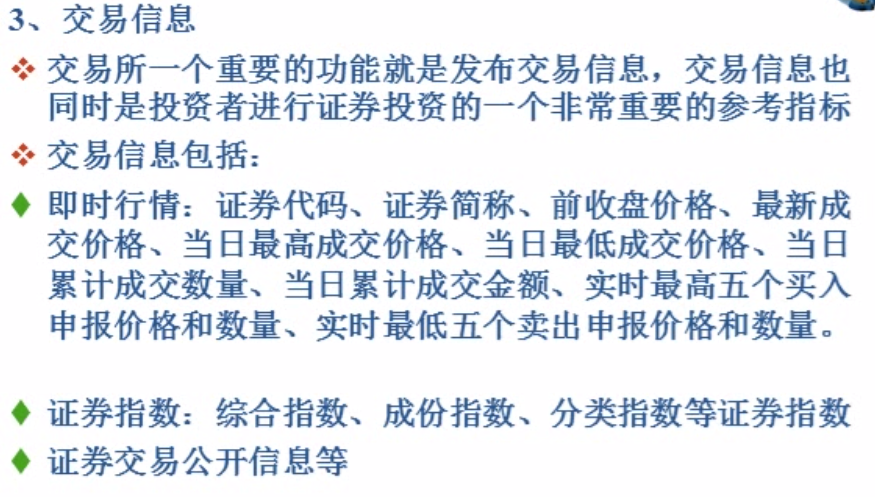 3、交易信息
交易所一个重要的功能就是发布交易信息，交易信息也
同时是投资者进行证券投资的一个非常重要的参考指标
交易信息包括：
即时行情：证券代码、证券简称、前收盘价格、最新成
交价格、当日最高成交价格、当日最低成交价格、当日
累计成交数量、当日累计成交金额、实时最高五个买入
申报价格和数量、实时最低五个卖出申报价格和数量。
证券指数：综合指数、成份指数、分类指数等证券指数
证券交易公开信息等